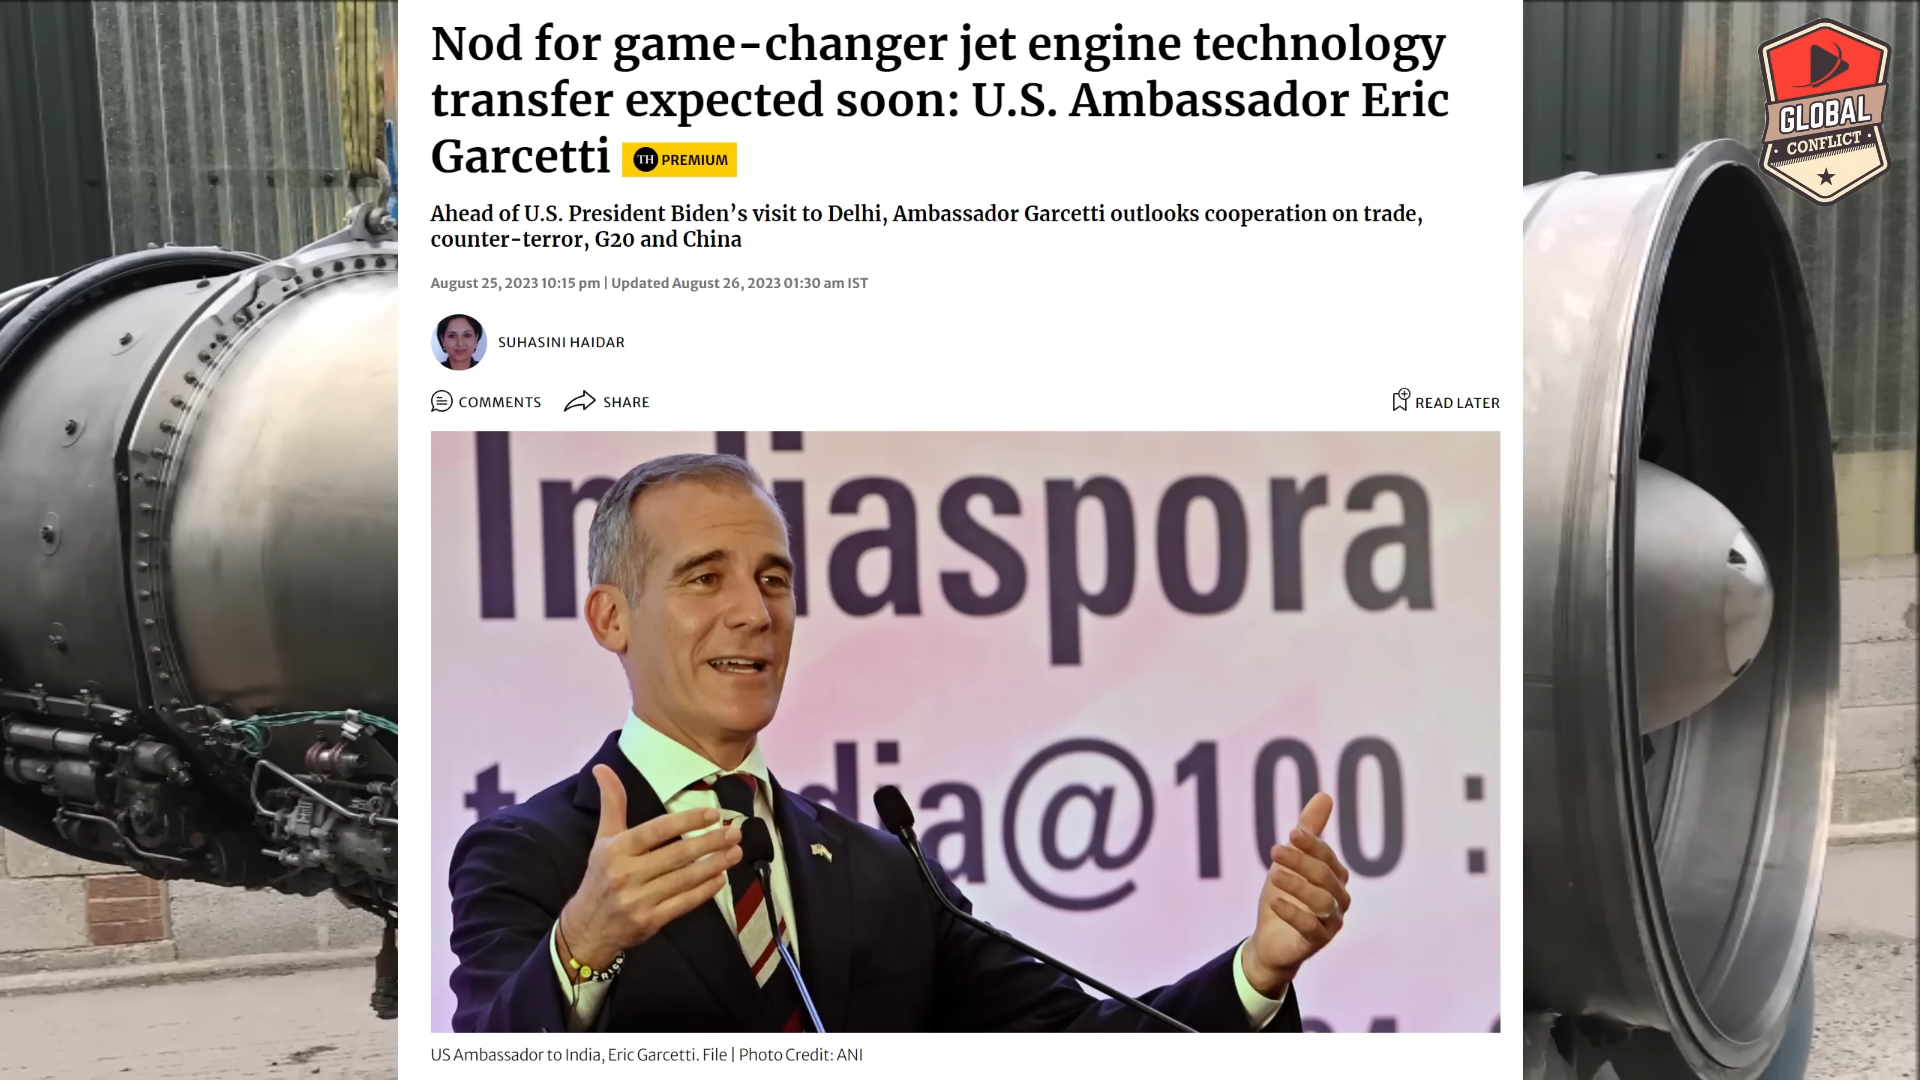 Nod for game-changer jet engine technology
transfer expected soon: U.S. Ambassador Eric
Garcetti TH PREMIUM
Ahead of U.S. President Biden’s visit to Delhi, Ambassador Garcetti outlooks cooperation on trade,
counter-terror, G20 and China
August 25, 2023 10:15 pm | Updated August 26, 2023 01:30 am IST
SUHASINI HAIDAR
COMMENTS SHARE READ LATER
Indiaspora
dia@100 :
US Ambassador to India, Eric Garcetti. File | Photo Credit: ANI
GLOBAL
CONFLICT